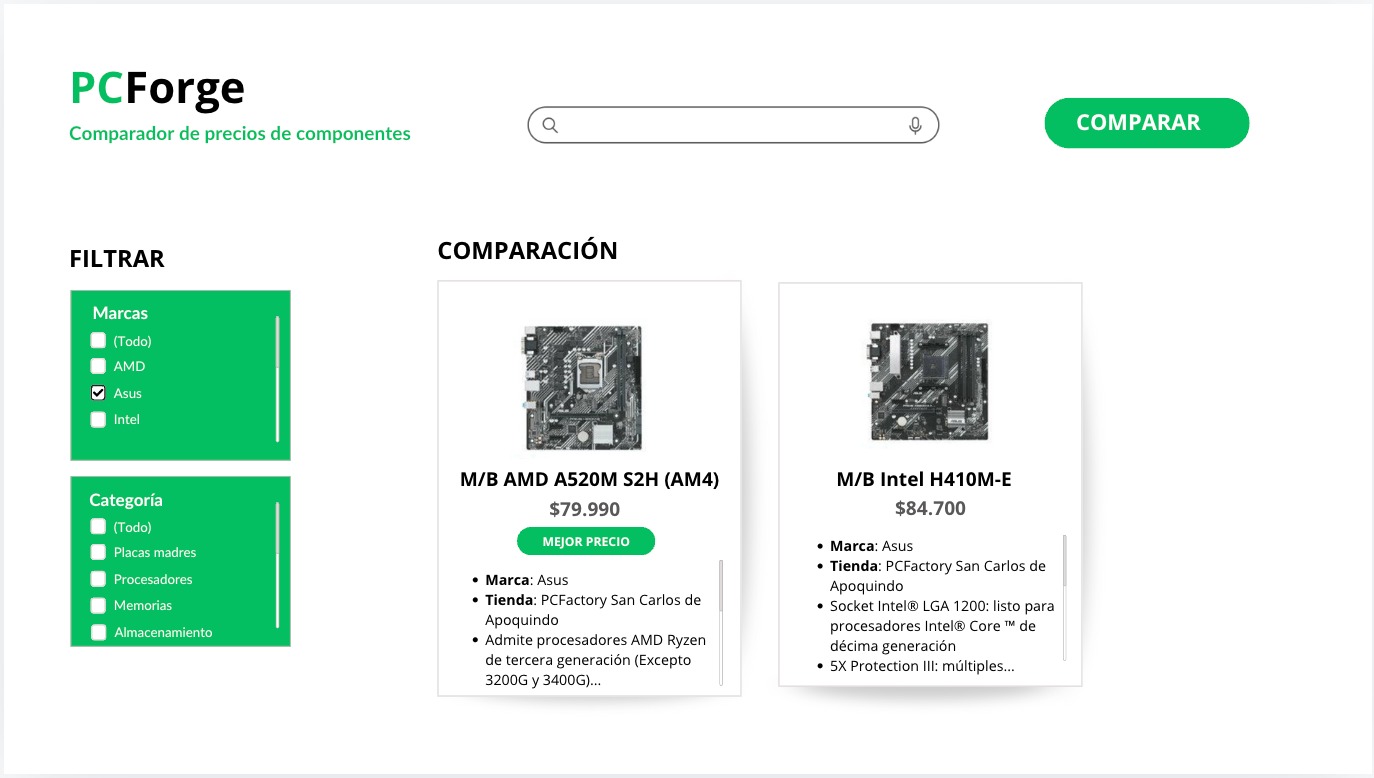 PCForge
Comparador de precios de componentes
COMPARAR
FILTRAR
Marcas
(Todo)
AMD
Asus
Intel
Categoría
(Todo)
Placas madres
Procesadores
Memorias
Almacenamiento
COMPARACIÓN
M/B AMD A520M S2H (AM4)
$79.990
MEJOR PRECIO
• Marca: Asus
• Tienda: PCFactory San Carlos de
Apoquindo
• Admite procesadores AMD Ryzen
de tercera generación (Excepto
3200G y 3400G)...
M/B Intel H410M-E
$84.700
• Marca: Asus
• Tienda: PCFactory San Carlos de
Apoquindo
• Socket Intel® LGA 1200: listo para
procesadores Intel® Core ™ de
décima generación
• 5X Protection III: múltiples...